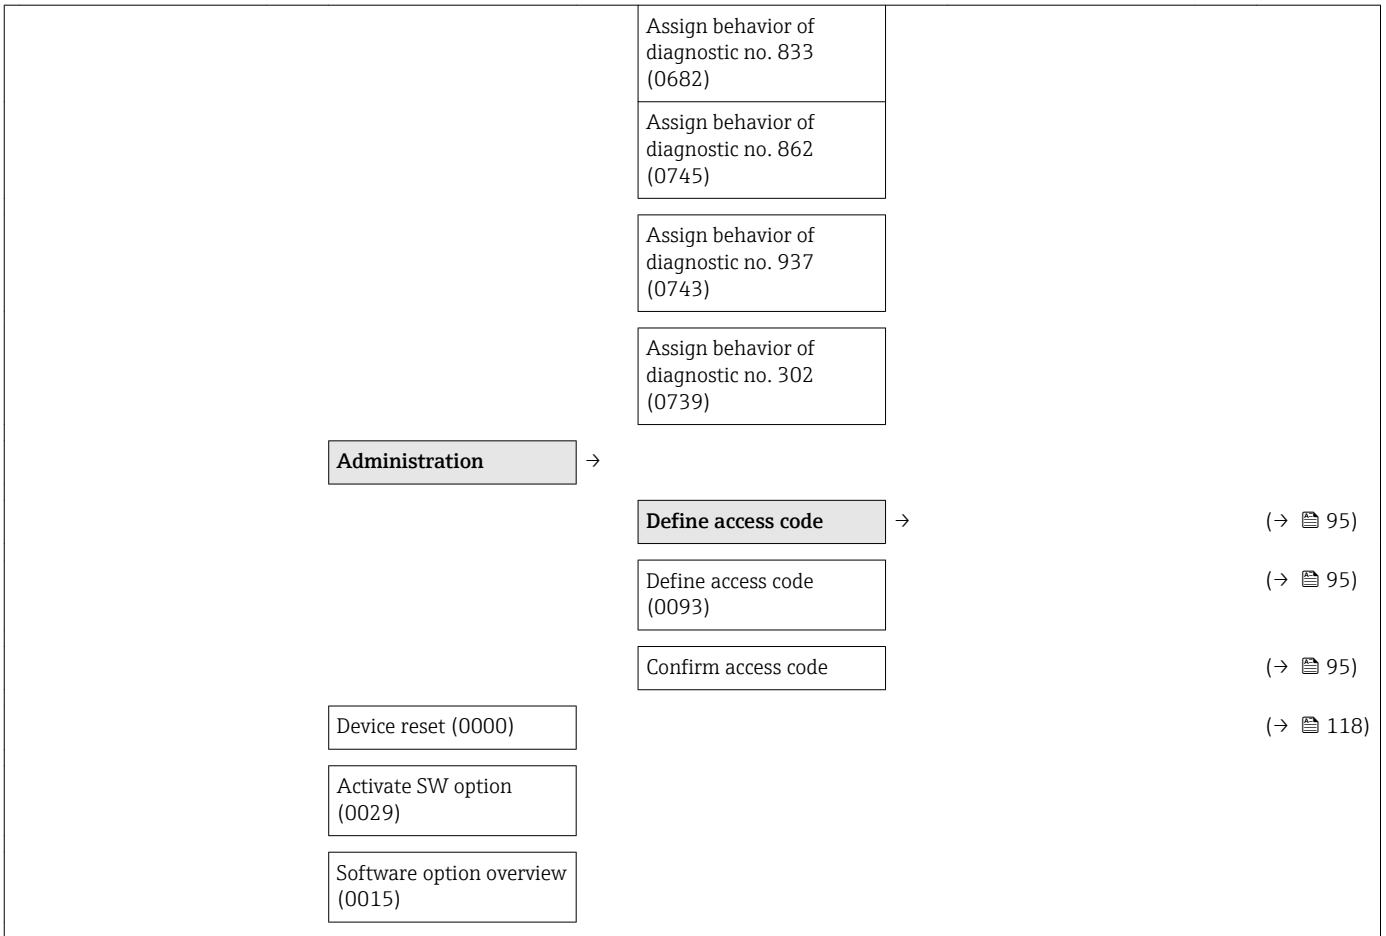 Assign behavior of
diagnostic no. 833
(0682)
Assign behavior of
diagnostic no. 862
(0745)
Assign behavior of
diagnostic no. 937
(0743)
Assign behavior of
diagnostic no. 302
(0739)
Administration →
Define access code → (→ 95)
Define access code (→ 95)
(0093)
Confirm access code (→ 95)
Device reset (0000) (→ 118)
Activate SW option
(0029)
Software option overview
(0015)